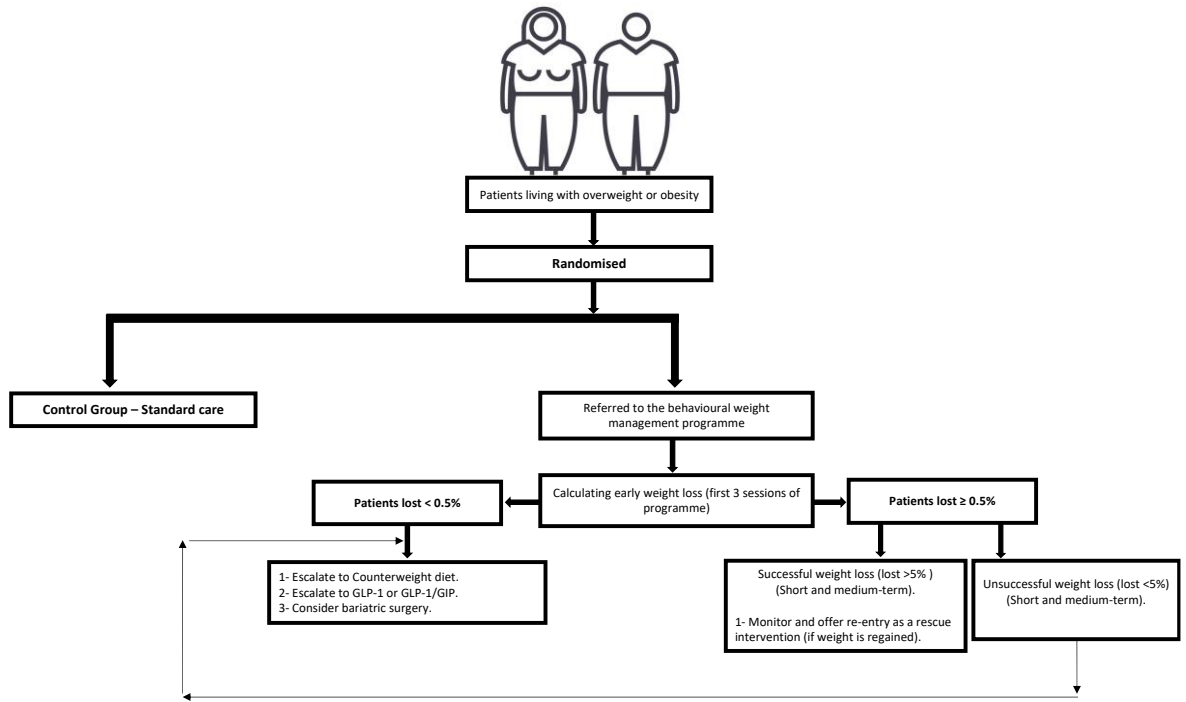 Patients living with overweight or obesity
Randomised
Control Group – Standard care
Referred to the behavioural weight
management programme
Calculating early weight loss (first 3 sessions of
programme)
Patients lost < 0.5%
Patients lost ≥ 0.5%
1- Escalate to Counterweight diet.
2- Escalate to GLP-1 or GLP-1/GIP.
3- Consider bariatric surgery.
Successful weight loss (lost >5% )
(Short and medium-term).
1- Monitor and offer re-entry as a rescue
intervention (if weight is regained).
Unsuccessful weight loss (lost <5%)
(Short and medium-term).